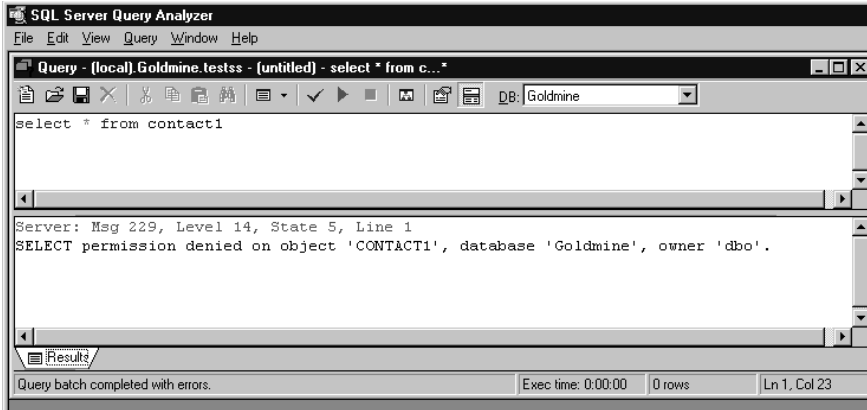 SQL Server Query Analyzer
File Edit View Query Window Help
Query - (local).Goldmine.testss - (untitled) - select * from c...*
DB: Goldmine
select * from contact1
Server: Msg 229, Level 14, State 5, Line 1
SELECT permission denied on object 'CONTACT1', database 'Goldmine', owner 'dbo'.
Results
Query batch completed with errors. Exec time: 0:00:00 0 rows Ln 1, Col 23